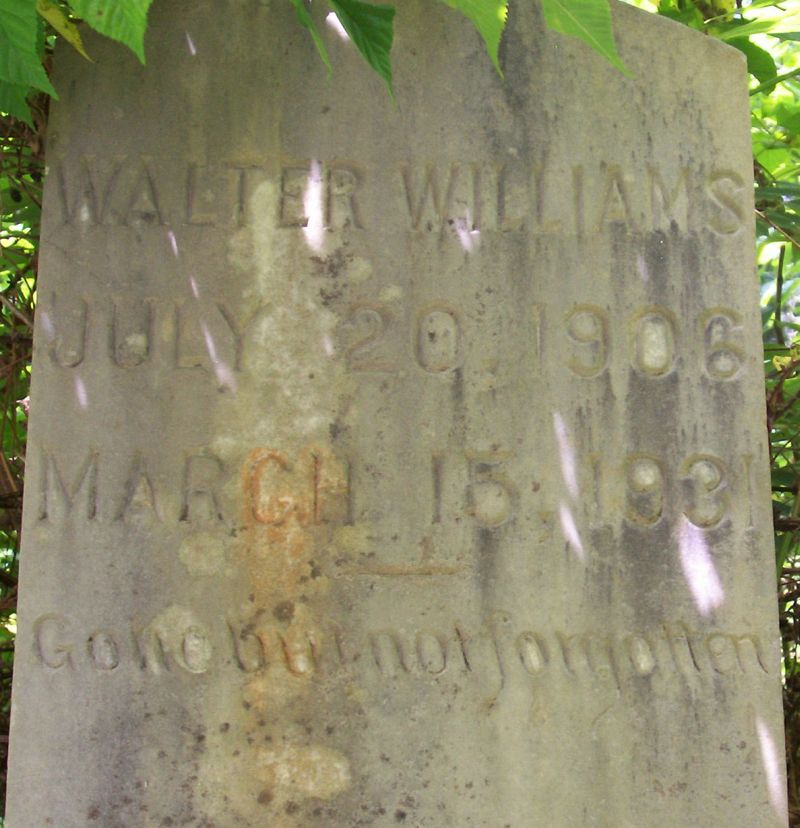 WALTER WILLIAMS
JULY 20. 1906
MARCH 15. 1931
Gone but not forgotten